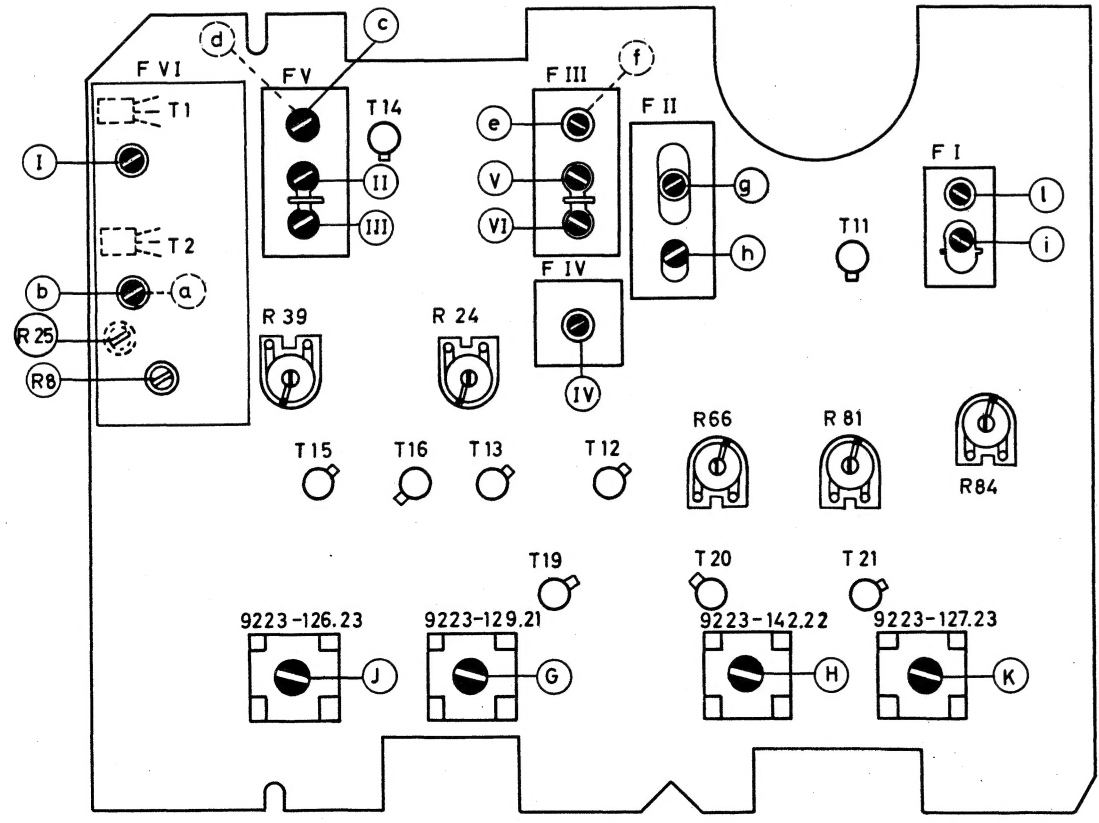 c
d
f
F VI
F V
F III
T1
T14
F II
e
I
F I
V
II
g
l
T11
VI
III
T2
h
i
F IV
b
a
R 39
R 24
R 25
R8
IV
R66
R 81
T15
T16
T13
T12
R84
T19
T20
T 21
9223-126.23
9223-129.21
9223-142.22
9223-127.23
J
G
H
K